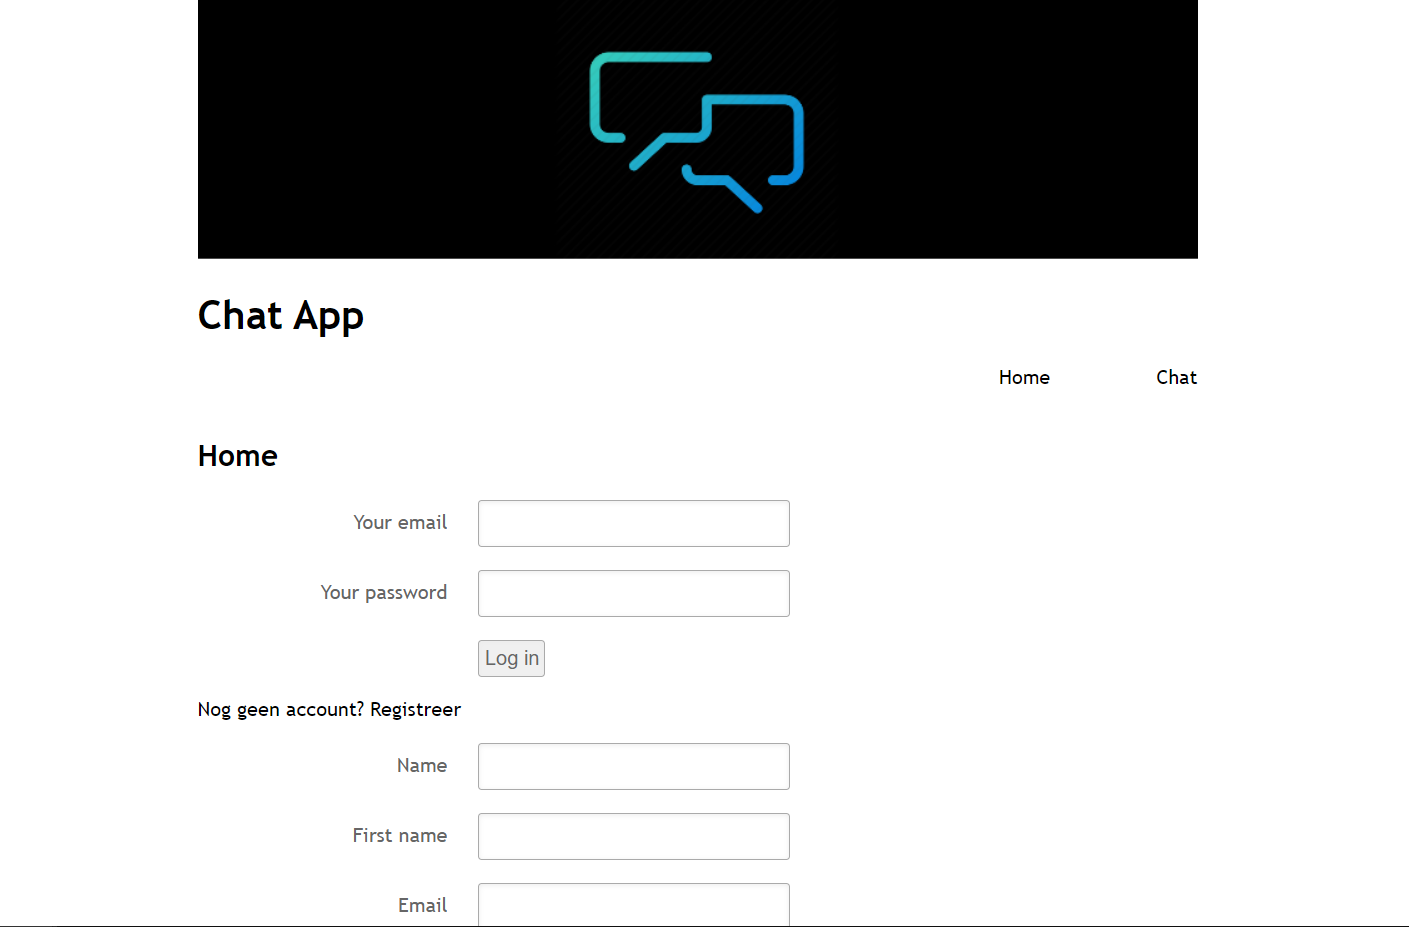 Chat App
Home Chat
Home
Your email
Your password
Log in
Nog geen account? Registreer
Name
First name
Email